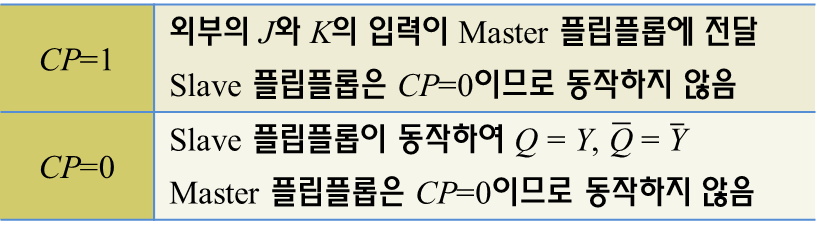 CP=1
외부의 J와 K의 입력이 Master 플립플롭에 전달
Slave 플립플롭은 CP=0이므로 동작하지 않음
CP=0
Slave 플립플롭이 동작하여 Q = Y, Q̅ = Y̅
Master 플립플롭은 CP=0이므로 동작하지 않음